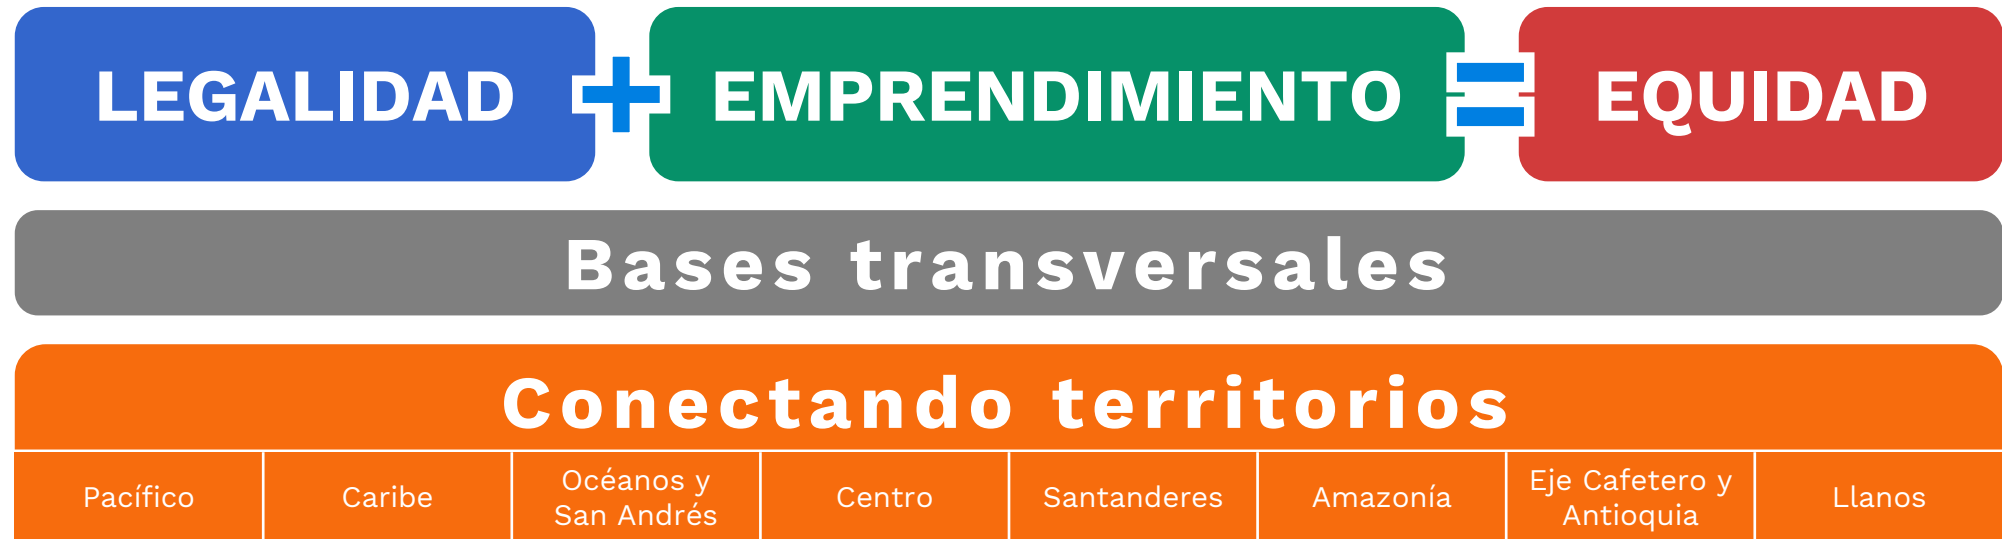 LEGALIDAD + EMPRENDIMIENTO = EQUIDAD
Bases transversales
Conectando territorios
Pacífico
Caribe
Océanos y
San Andrés
Centro
Santanderes
Amazonía
Eje Cafetero y
Antioquia
Llanos